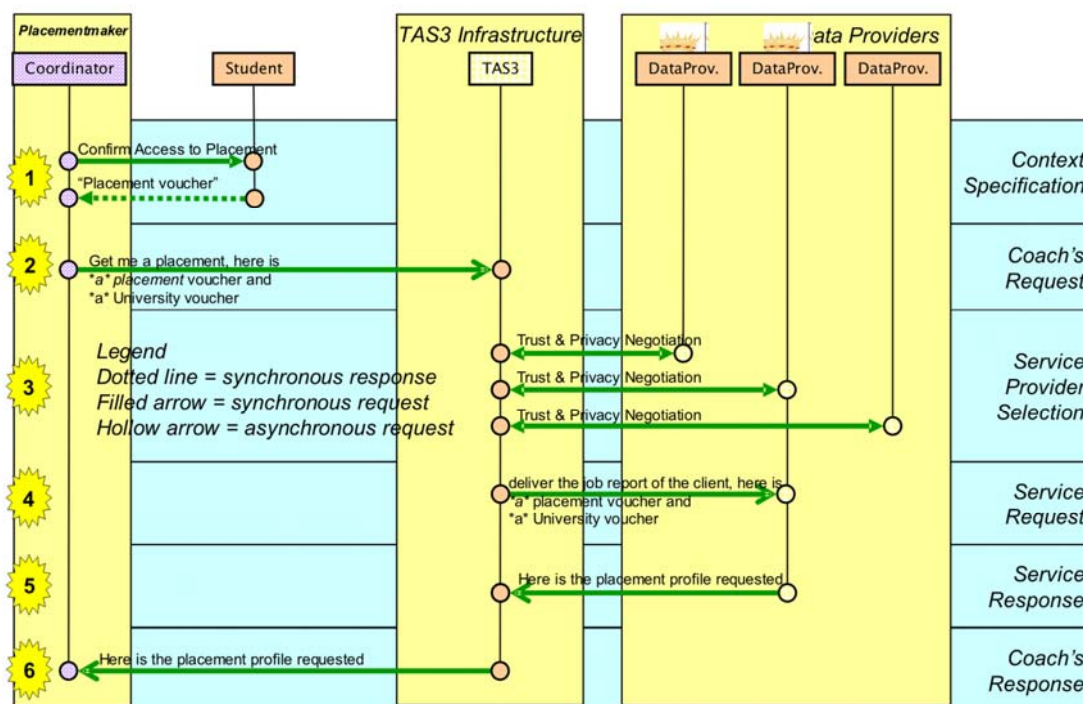 Placementmaker
TAS3 Infrastructure
ata Providers
Coordinator
Student
TAS3
DataProv.
DataProv.
DataProv.
1
Confirm Access to Placement
"Placement voucher"
Context
Specification
2
Get me a placement, here is
*a* placement voucher and
*a* University voucher
Coach's
Request
Legend
Dotted line = synchronous response
Filled arrow = synchronous request
Hollow arrow = asynchronous request
3
Trust & Privacy Negotiation
Trust & Privacy Negotiation
Trust & Privacy Negotiation
Service
Provider
Selection
4
deliver the job report of the client, here is
*a* placement voucher and
*a* University voucher
Service
Request
5
Here is the placement profile requested
Service
Response
6
Here is the placement profile requested
Coach's
Response